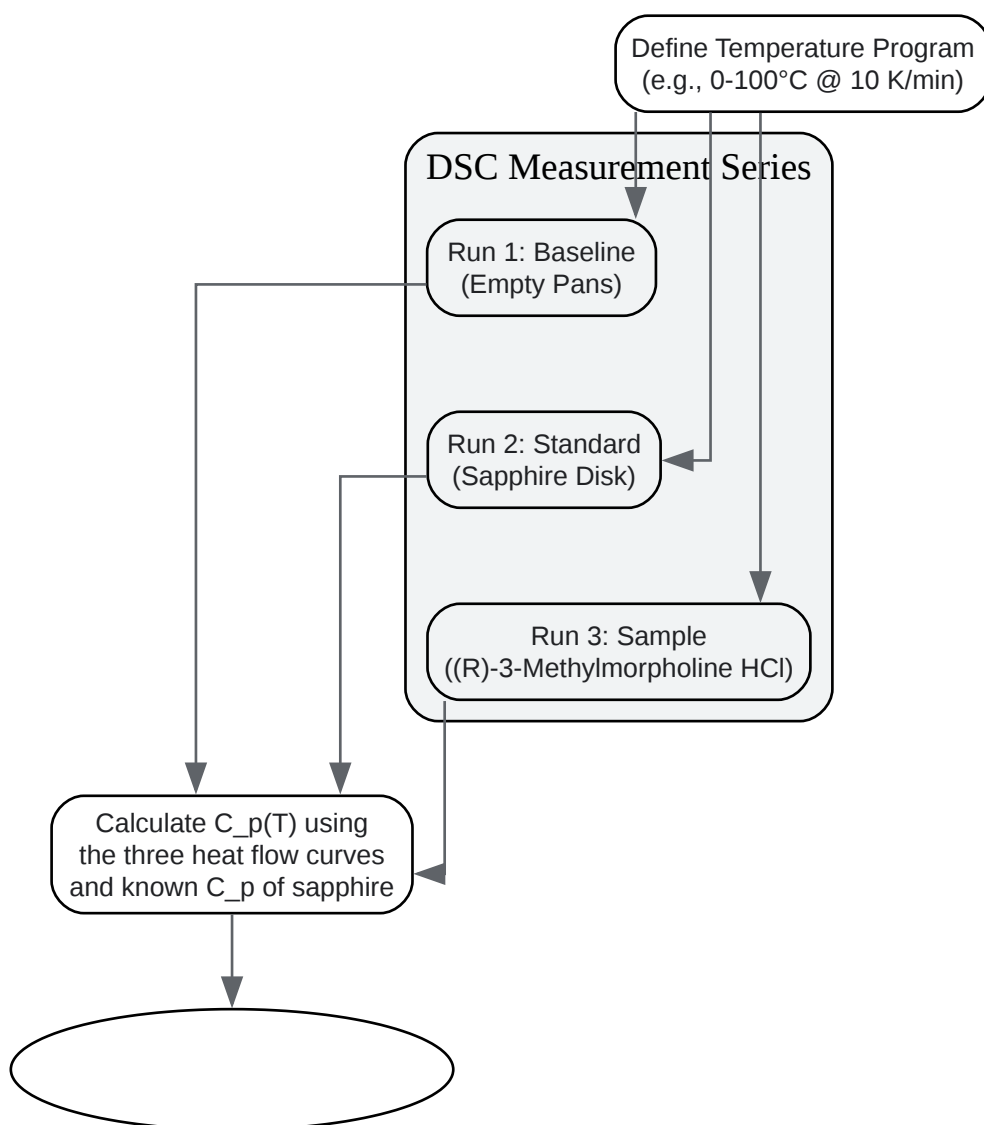 Define Temperature Program
(e.g., 0-100°C @ 10 K/min)
DSC Measurement Series
Run 1: Baseline
(Empty Pans)
Run 2: Standard
(Sapphire Disk)
Run 3: Sample
((R)-3-Methylmorpholine HCl)
Calculate C_p(T) using
the three heat flow curves
and known C_p of sapphire